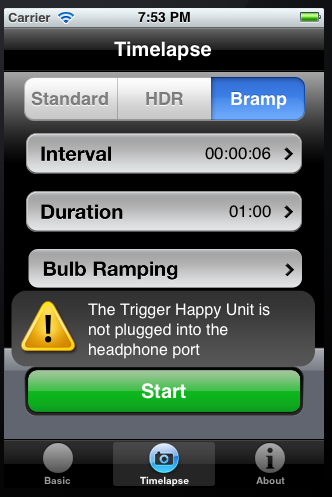 Carrier 7:53 PM
Timelapse
Standard HDR Bramp
Interval 00:00:06
Duration 01:00
Bulb Ramping
The Trigger Happy Unit is
not plugged into the
headphone port
Start
Basic Timelapse About